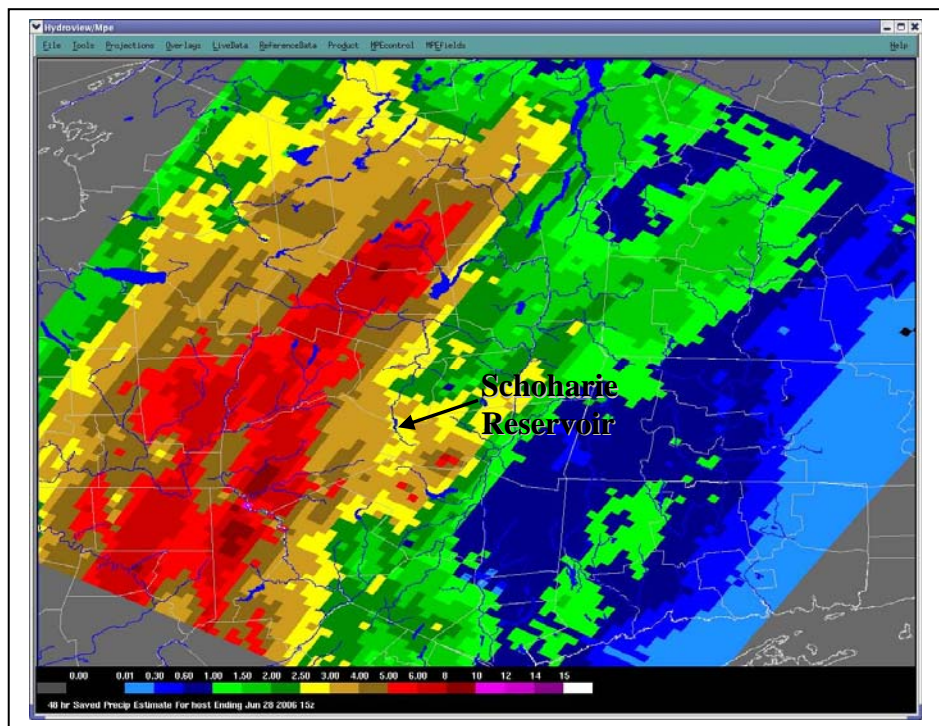 Hydroview/Mpe
File Tools Projections Overlays LiveData ReferenceData Product MPEcontrol MPEfields Help
Schoharie
Reservoir
0.00 0.01 0.30 0.60 1.00 1.50 2.00 2.50 3.00 4.00 5.00 6.00 8 10 12 14 15
48 hr Saved Precip Estimate For host Ending Jun 28 2006 15z